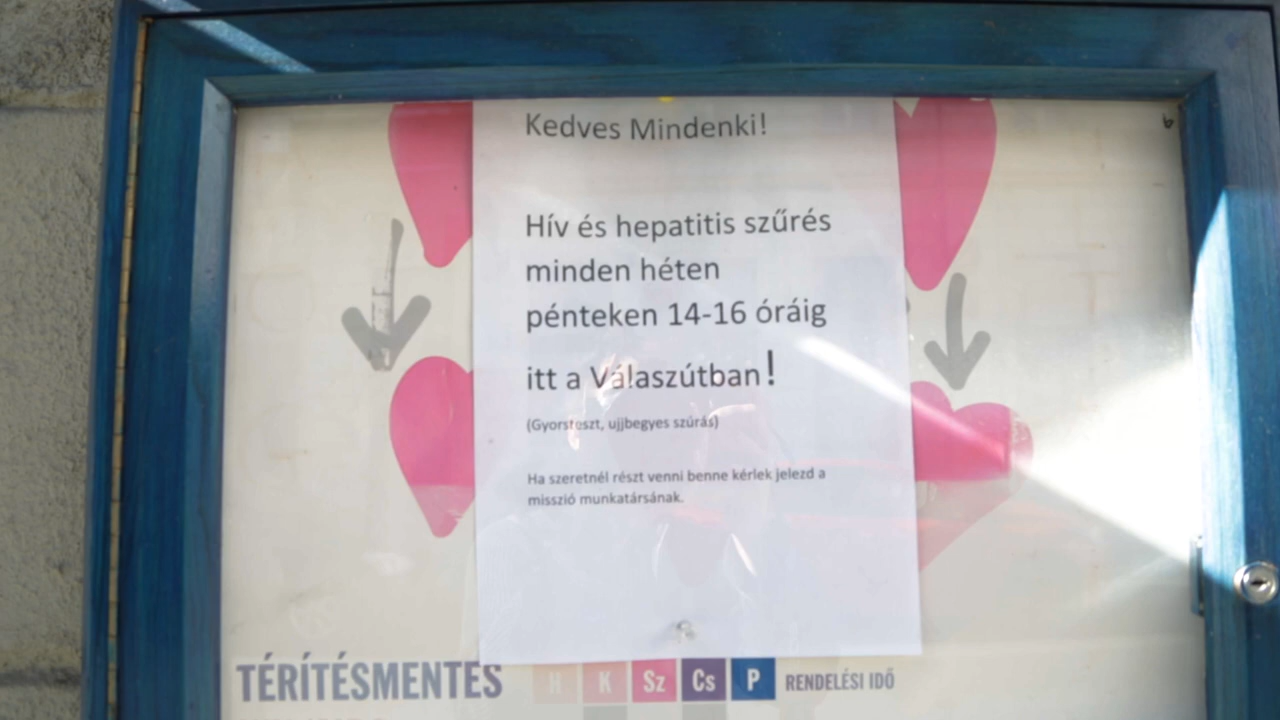 Kedves Mindenki!
Hív és hepatitis szűrés
minden héten
pénteken 14-16 óráig
itt a Válaszútban!
(Gyorsteszt, ujjbegyes szúrás)
Ha szeretnél részt venni benne kérlek jelezd a
misszió munkatársának.
TÉRÍTÉSMENTES H K Sz Cs P RENDELÉSI IDŐ